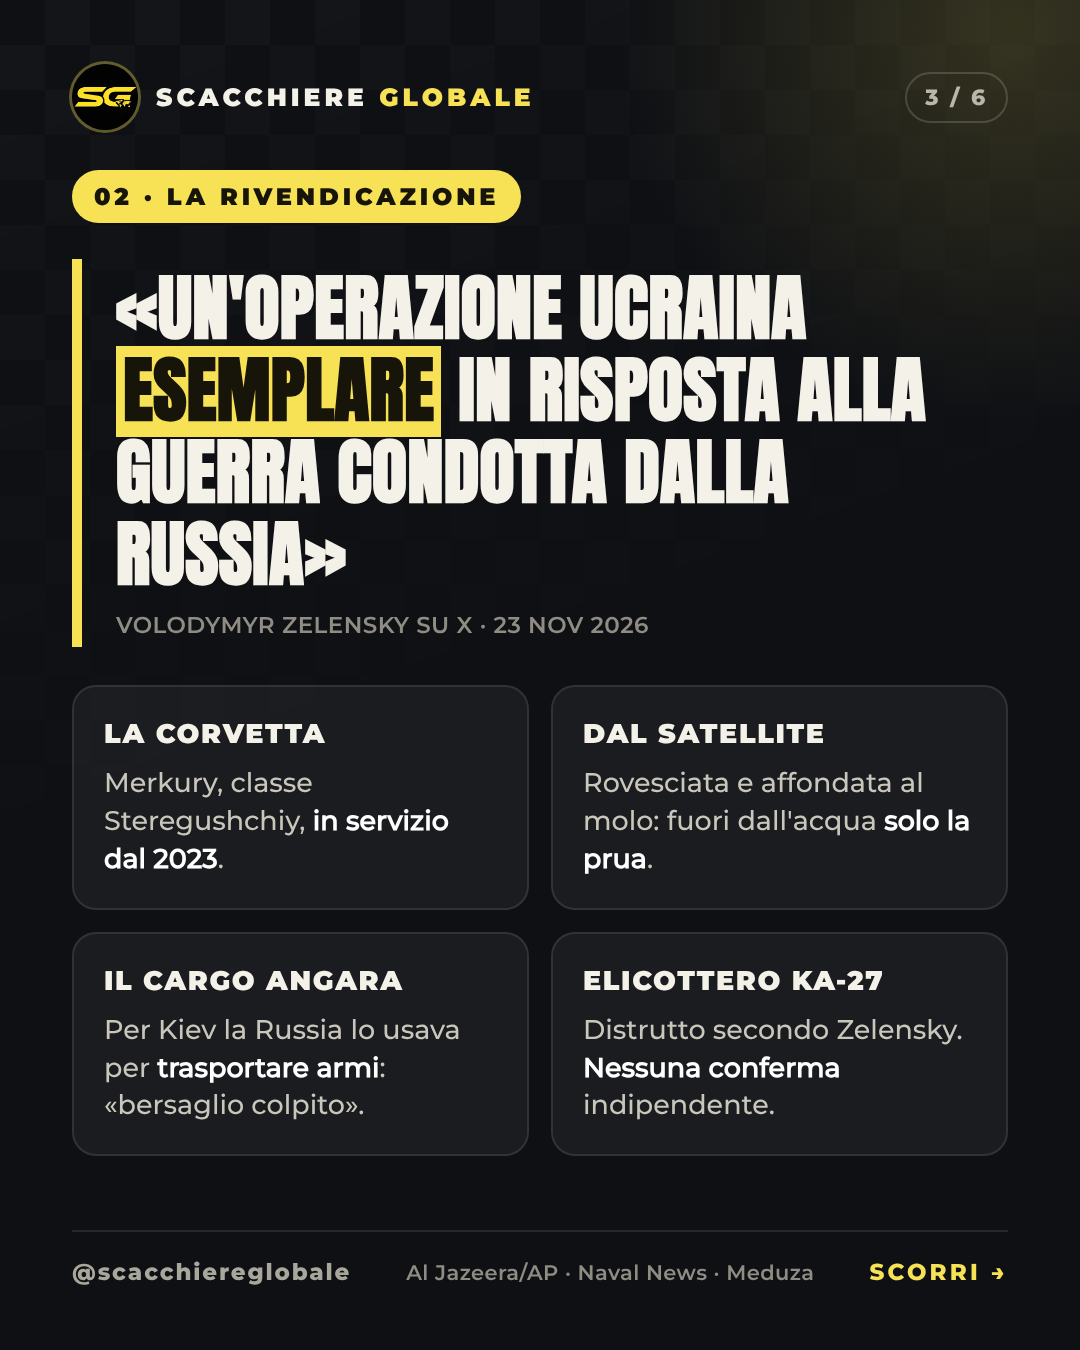 SG
SCACCHIERE GLOBALE
3 / 6
02 · LA RIVENDICAZIONE
«UN'OPERAZIONE UCRAINA
ESEMPLARE IN RISPOSTA ALLA
GUERRA CONDOTTA DALLA
RUSSIA»
VOLODYMYR ZELENSKY SU X · 23 NOV 2026
LA CORVETTA
Merkury, classe
Steregushchiy, in servizio
dal 2023.
DAL SATELLITE
Rovesciata e affondata al
molo: fuori dall'acqua solo la
prua.
IL CARGO ANGARA
Per Kiev la Russia lo usava
per trasportare armi:
«bersaglio colpito».
ELICOTTERO KA-27
Distrutto secondo Zelensky.
Nessuna conferma
indipendente.
@scacchiereglobale
Al Jazeera/AP · Naval News · Meduza
SCORRI →